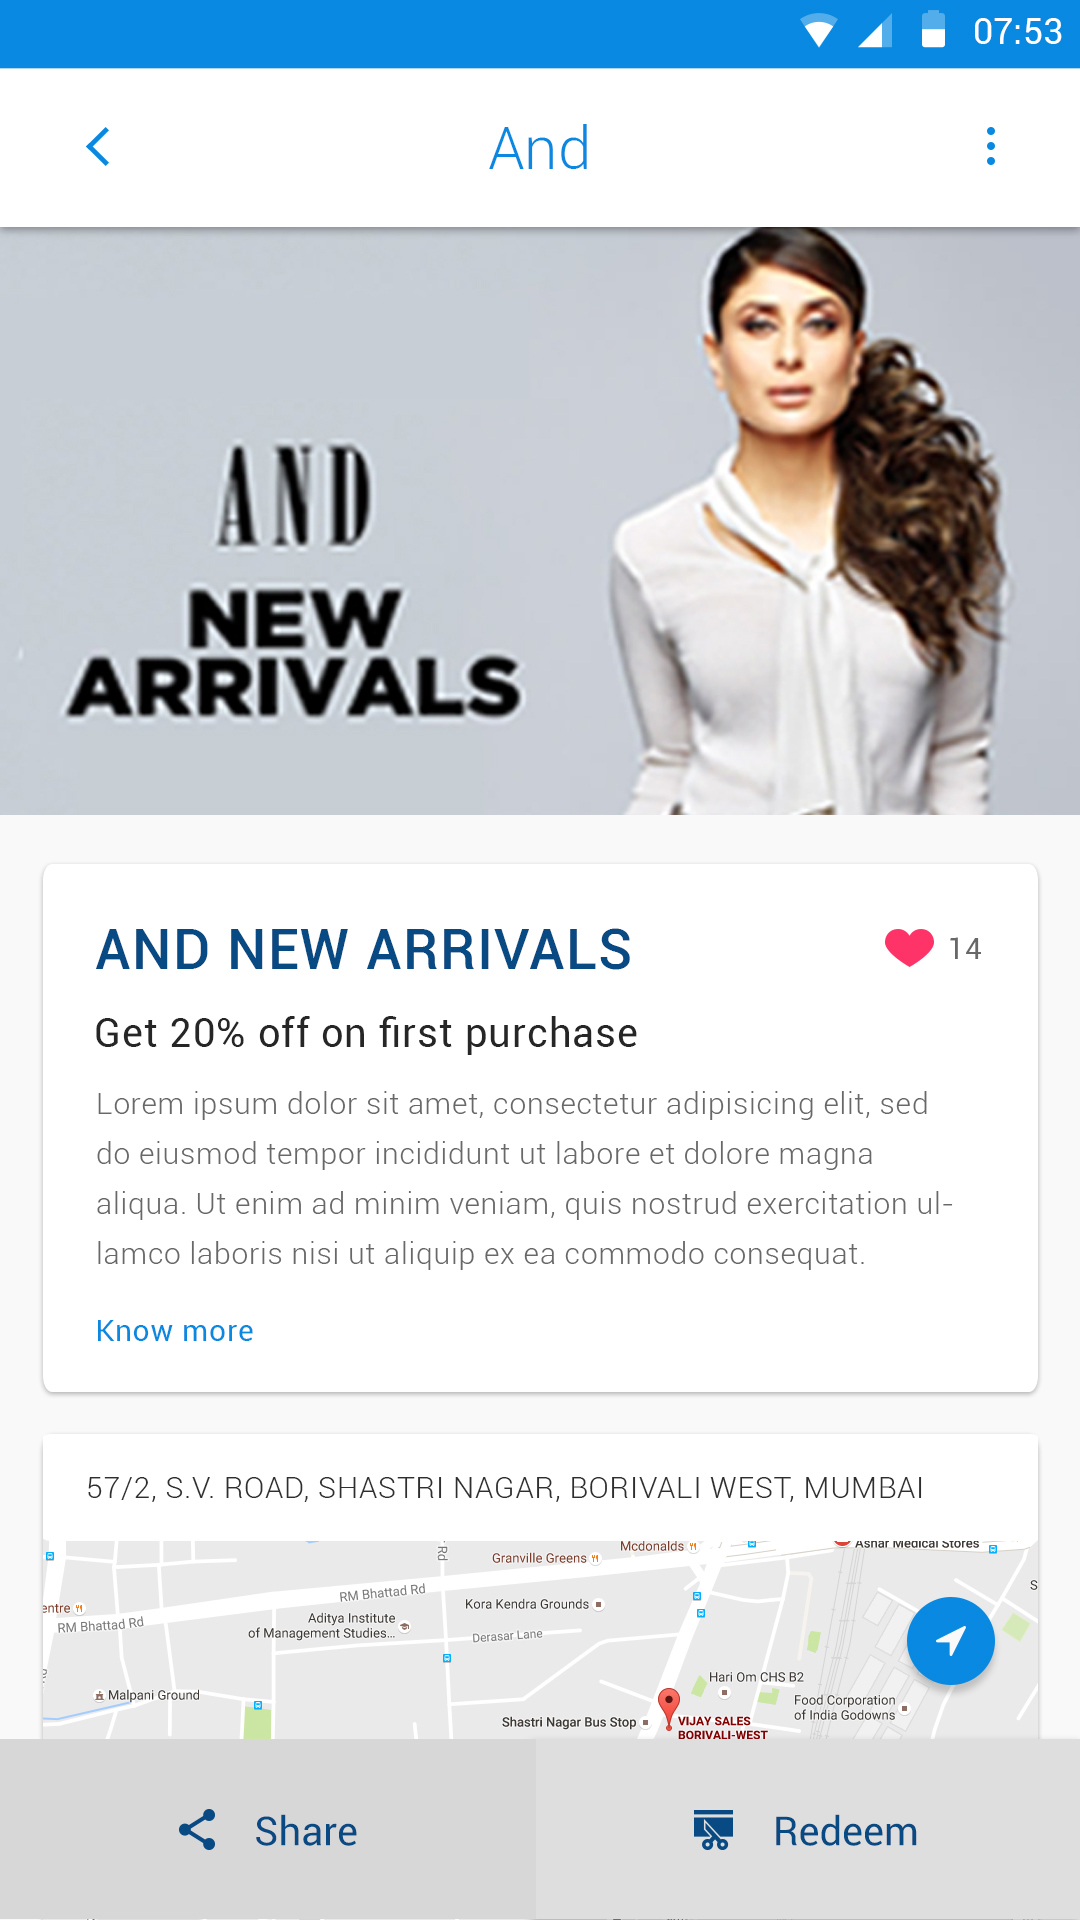 07:53
And
AND
NEW
ARRIVALS
AND NEW ARRIVALS
14
Get 20% off on first purchase
Lorem ipsum dolor sit amet, consectetur adipisicing elit, sed
do eiusmod tempor incididunt ut labore et dolore magna
aliqua. Ut enim ad minim veniam, quis nostrud exercitation ul-
lamco laboris nisi ut aliquip ex ea commodo consequat.
Know more
57/2, S.V. ROAD, SHASTRI NAGAR, BORIVALI WEST, MUMBAI
Rd
Mcdonalds
Ashar Medical Stores
Granville Greens
RM Bhattad Rd
Kora Kendra Grounds
S
entre
RM Bhattad Rd
Aditya Institute
of Management Studies...
Derasar Lane
Hari Om CHS B2
Malpani Ground
Food Corporation
of India Godowns
Shastri Nagar Bus Stop
VIJAY SALES
BORIVALI-WEST
Share
Redeem